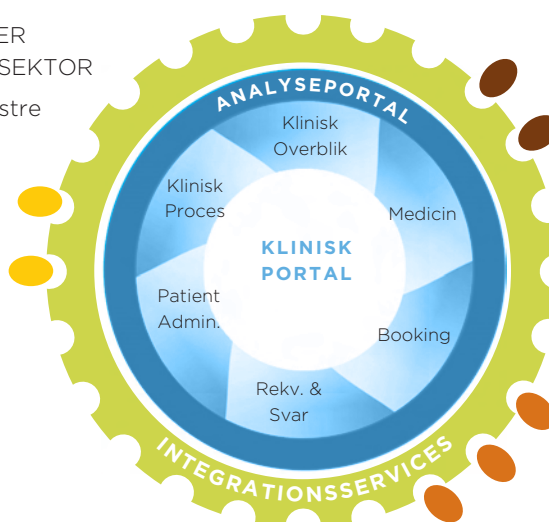 ER
SEKTOR
stre
ANALYSEPORTAL
Klinisk
Overblik
Klinisk
Proces
Medicin
KLINISK
PORTAL
Patient
Admin.
Booking
Rekv. &
Svar
INTEGRATIONSSERVICES